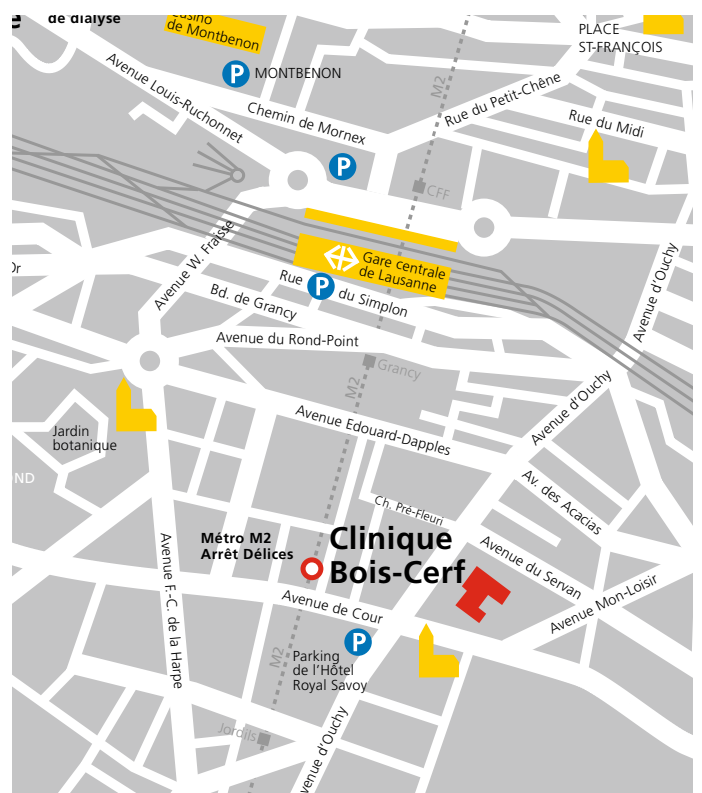 de dialyse
Casino
de Montbenon
PLACE
ST-FRANÇOIS
P MONTBENON
Avenue Louis-Ruchonnet
M2
Rue du Petit-Chêne
Chemin de Mornex
Rue du Midi
P
CFF
Avenue W. Fraisse
Gare centrale
de Lausanne
Avenue d'Ouchy
Rue P du Simplon
Bd. de Grancy
Avenue du Rond-Point
Grancy
M2
Avenue d'Ouchy
Avenue Edouard-Dapples
Jardin
botanique
ND
Av. des Acacias
Ch. Pré-Fleuri
Métro M2
Arrêt Délices
Clinique
Bois-Cerf
Avenue du Servan
Avenue F.-C. de la Harpe
Avenue Mon-Loisir
Avenue de Cour
P
Parking
de l'Hôtel
Royal Savoy
M2
Jordils
venue d'Ouchy